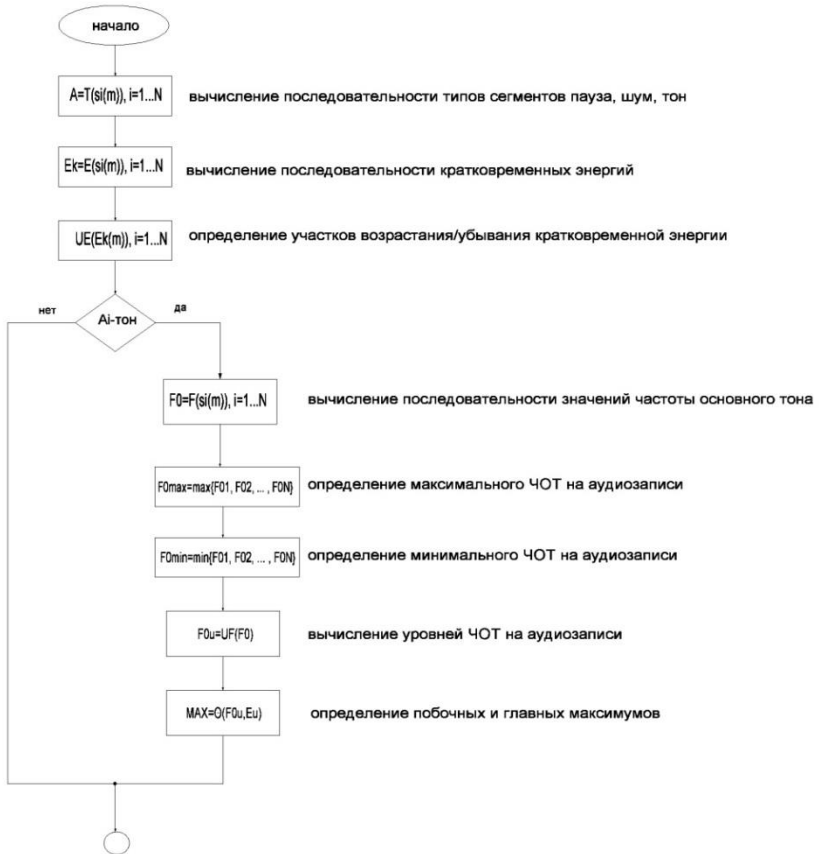 начало
A=T(si(m)), i=1...N
вычисление последовательности типов сегментов пауза, шум, тон
Ek=E(si(m)), i=1...N
вычисление последовательности кратковременных энергий
UE(Ek(m)), i=1...N
определение участков возрастания/убывания кратковременной энергии
нет
Ai-тон
да
F0=F(si(m)), i=1...N
вычисление последовательности значений частоты основного тона
F0max=max{F01, F02, ... , F0N}
определение максимального ЧОТ на аудиозаписи
F0min=min{F01, F02, ... , F0N}
определение минимального ЧОТ на аудиозаписи
F0u=UF(F0)
вычисление уровней ЧОТ на аудиозаписи
MAX=O(F0u,Eu)
определение побочных и главных максимумов